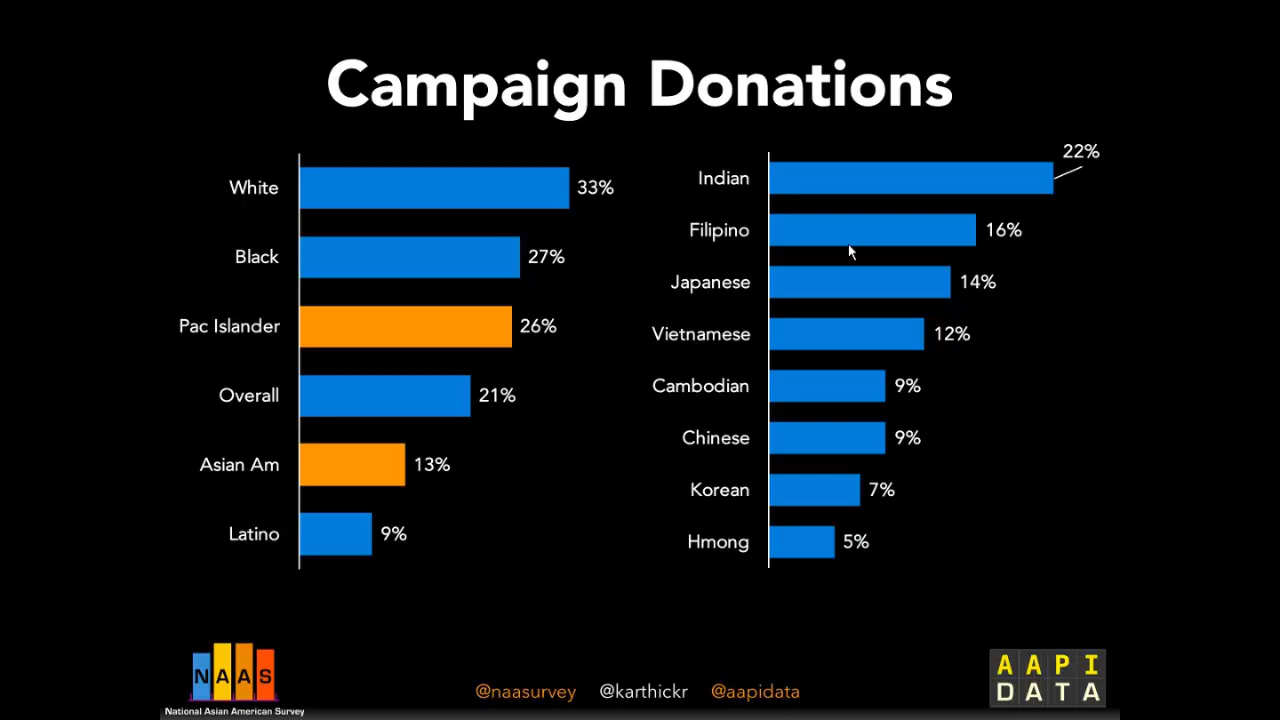 Campaign Donations
White 33%
Black 27%
Pac Islander 26%
Overall 21%
Asian Am 13%
Latino 9%
Indian 22%
Filipino 16%
Japanese 14%
Vietnamese 12%
Cambodian 9%
Chinese 9%
Korean 7%
Hmong 5%
NAAS
National Asian American Survey
@naasurvey @karthickr @aapidata
AAPI
DATA